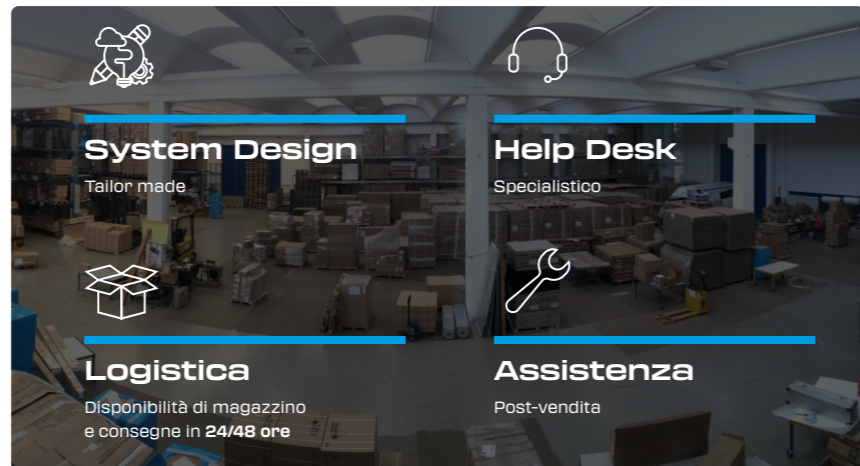 System Design
Tailor made
Help Desk
Specialistico
Logistica
Disponibilità di magazzino
e consegne in 24/48 ore
Assistenza
Post-vendita